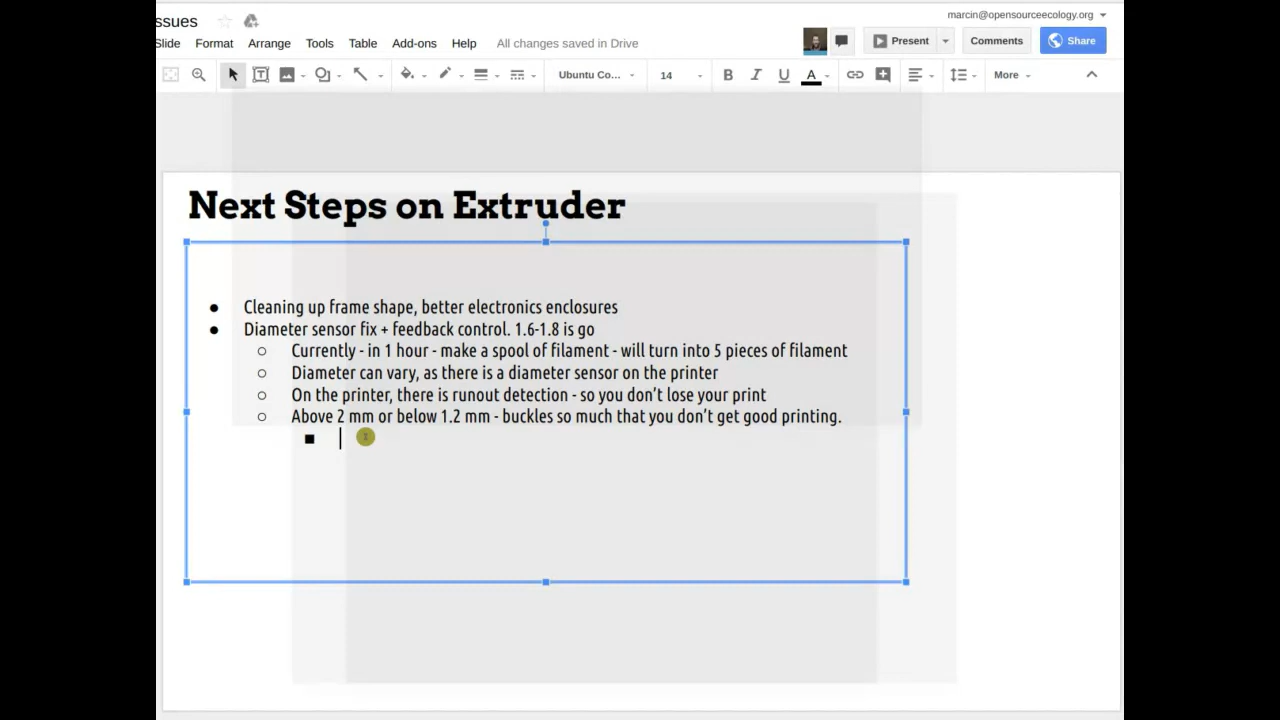 ssues
marcin@opensourceecology.org
Slide Format Arrange Tools Table Add-ons Help All changes saved in Drive
Present Comments Share
Ubuntu Co... 14 B I U A More
Next Steps on Extruder
● Cleaning up frame shape, better electronics enclosures
● Diameter sensor fix + feedback control. 1.6-1.8 is go
○ Currently - in 1 hour - make a spool of filament - will turn into 5 pieces of filament
○ Diameter can vary, as there is a diameter sensor on the printer
○ On the printer, there is runout detection - so you don’t lose your print
○ Above 2 mm or below 1.2 mm - buckles so much that you don’t get good printing.
■